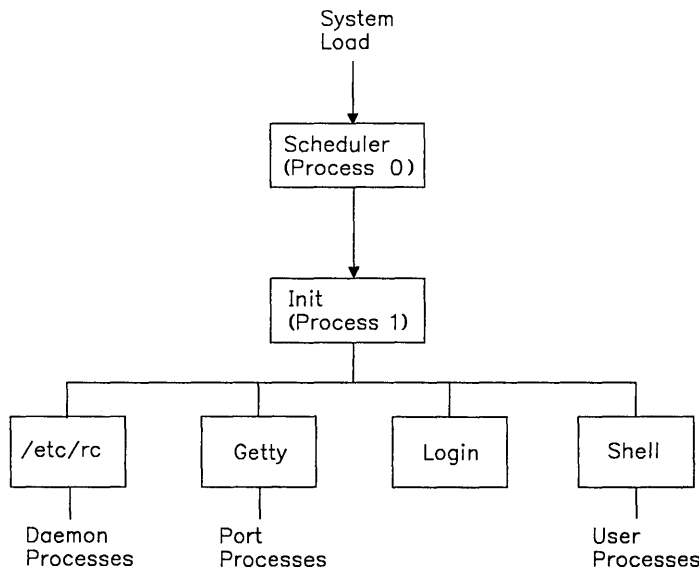 System
Load
Scheduler
(Process 0)
Init
(Process 1)
/etc/rc
Getty
Login
Shell
Daemon
Processes
Port
Processes
User
Processes